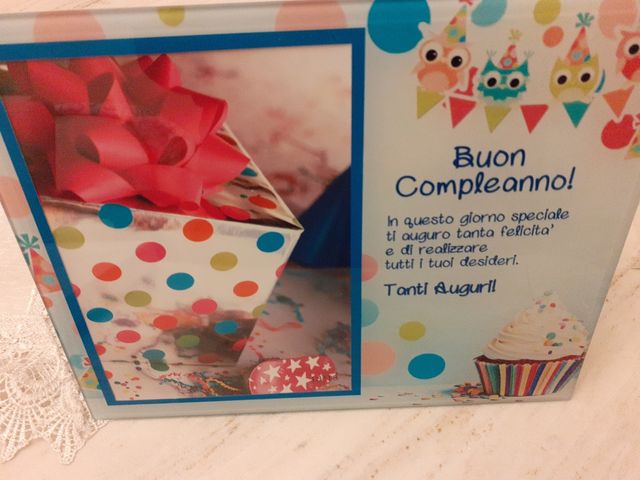 Buon
Compleanno!
In questo giorno speciale
ti auguro tanta felicita'
e di realizzare
tutti i tuoi desideri.
Tanti Auguri!